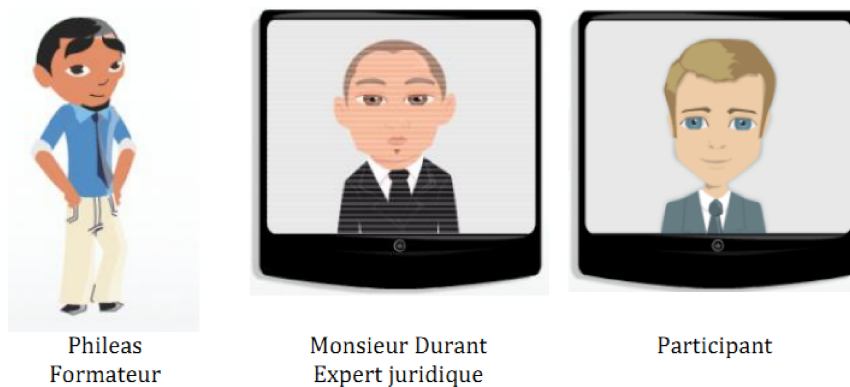 Phileas
Formateur
Monsieur Durant
Expert juridique
Participant